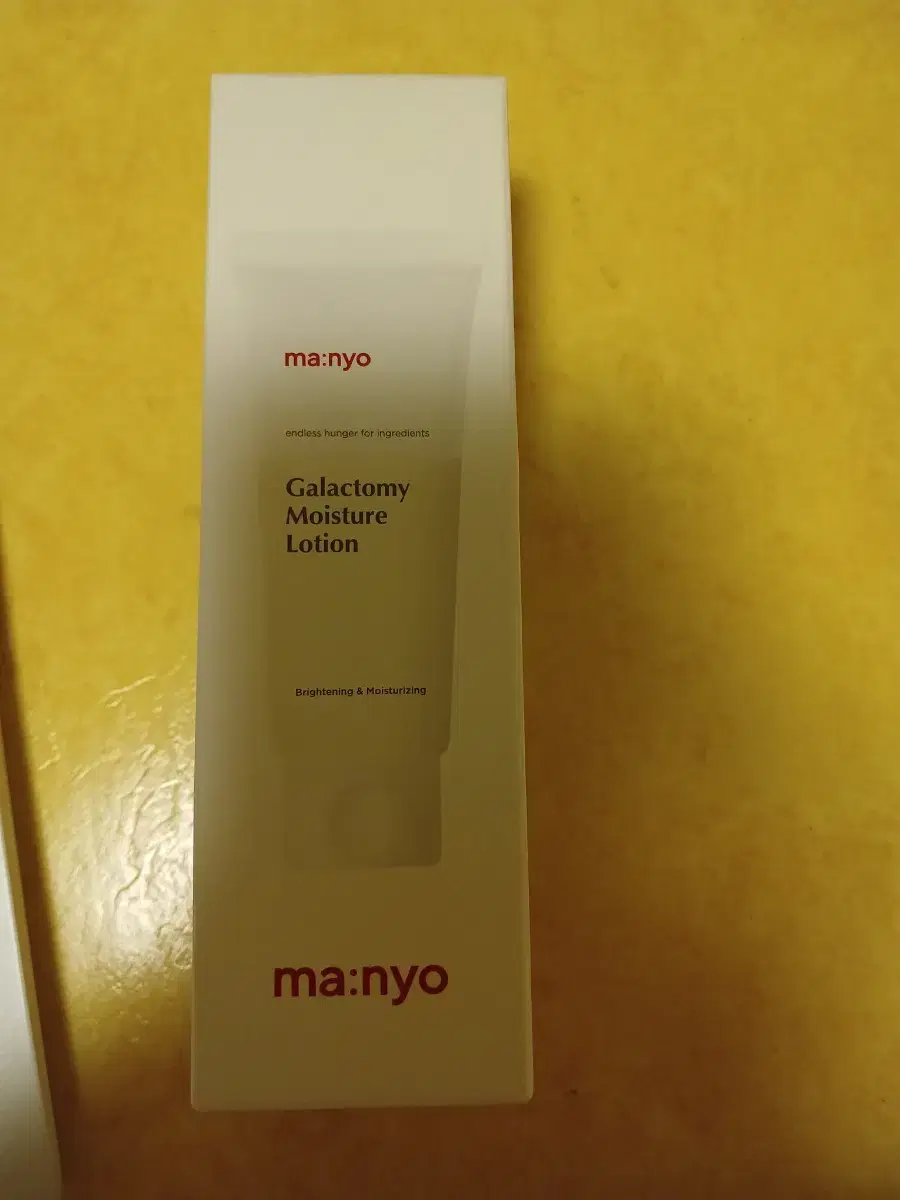 ma:nyo
endless hunger for ingredients
Galactomy
Moisture
Lotion
Brightening & Moisturizing
ma:nyo